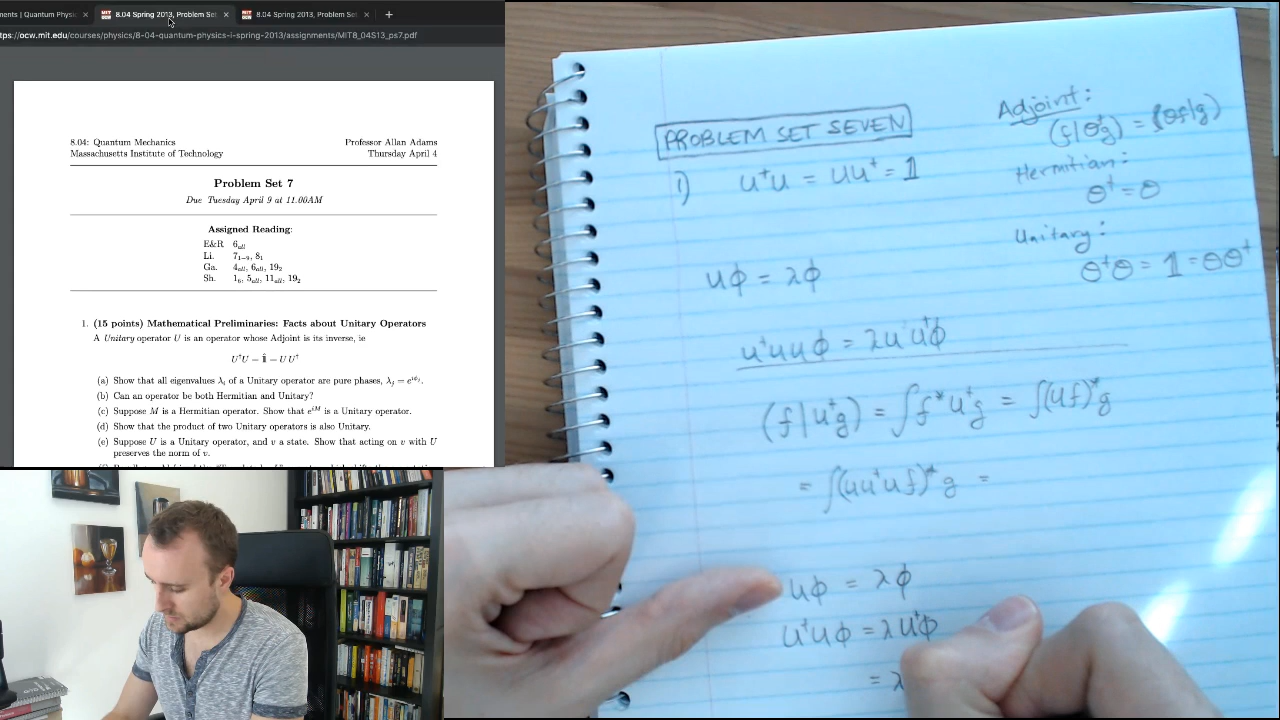 ments | Quantum Physi
8.04 Spring 2013, Problem Set
8.04 Spring 2013, Problem Set
tps://ocw.mit.edu/courses/physics/8-04-quantum-physics-i-spring-2013/assignments/MIT8_04S13_ps7.pdf
8.04: Quantum Mechanics Professor Allan Adams
Massachusetts Institute of Technology Thursday April 4
Problem Set 7
Due Tuesday April 9 at 11.00AM
Assigned Reading:
E&R 6all
Li. 71−9, 81
Ga. 4all, 6all, 192
Sh. 16, 5all, 11all, 192
1. (15 points) Mathematical Preliminaries: Facts about Unitary Operators
A Unitary operator U is an operator whose Adjoint is its inverse, ie
U†U = 𝟙̂ = U U†
(a) Show that all eigenvalues λi of a Unitary operator are pure phases,
(b) Can an operator be both Hermitian and Unitary?
(c) Suppose M is a Hermitian operator. Show that e^{iM} is a Unitary operator.
(d) Show that the product of two Unitary operators is also Unitary.
(e) Suppose U is a Unitary operator, and v a state. Show that acting on v with U
preserves the norm of v.
PROBLEM SET SEVEN
1) U†U = UU† = 𝟙
Uφ = λφ
U†UUφ = λUU†φ
(f|U†g) = ∫f*U†g = ∫(Uf)*g
= ∫(UU†Uf)*g =
Uφ = λφ
U†Uφ = λU†φ
= λ
Adjoint:
(f|θ†g) = (θf|g)
Hermitian:
θ† = θ
Unitary:
θ†θ = 𝟙 = θθ†